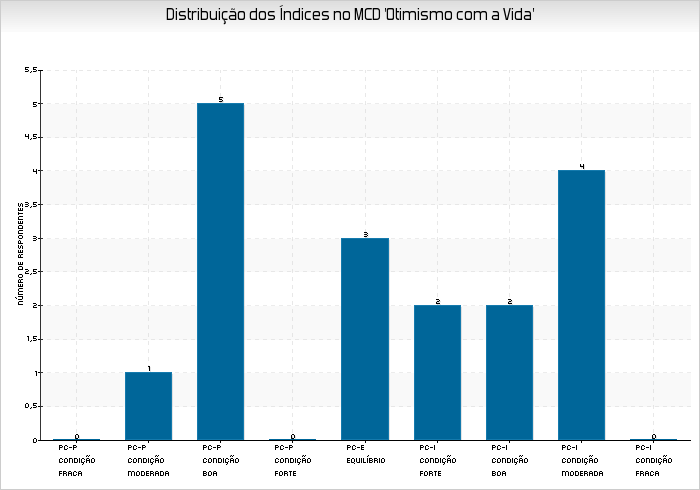 Distribuição dos Índices no MCD 'Otimismo com a Vida'
NÚMERO DE RESPONDENTES
5,5
5
4,5
4
3,5
3
2,5
2
1,5
1
0,5
0
0
1
5
0
3
2
2
4
0
PC-P
CONDIÇÃO
FRACA
PC-P
CONDIÇÃO
MODERADA
PC-P
CONDIÇÃO
BOA
PC-P
CONDIÇÃO
FORTE
PC-E
EQUILÍBRIO
PC-I
CONDIÇÃO
FORTE
PC-I
CONDIÇÃO
BOA
PC-I
CONDIÇÃO
MODERADA
PC-I
CONDIÇÃO
FRACA